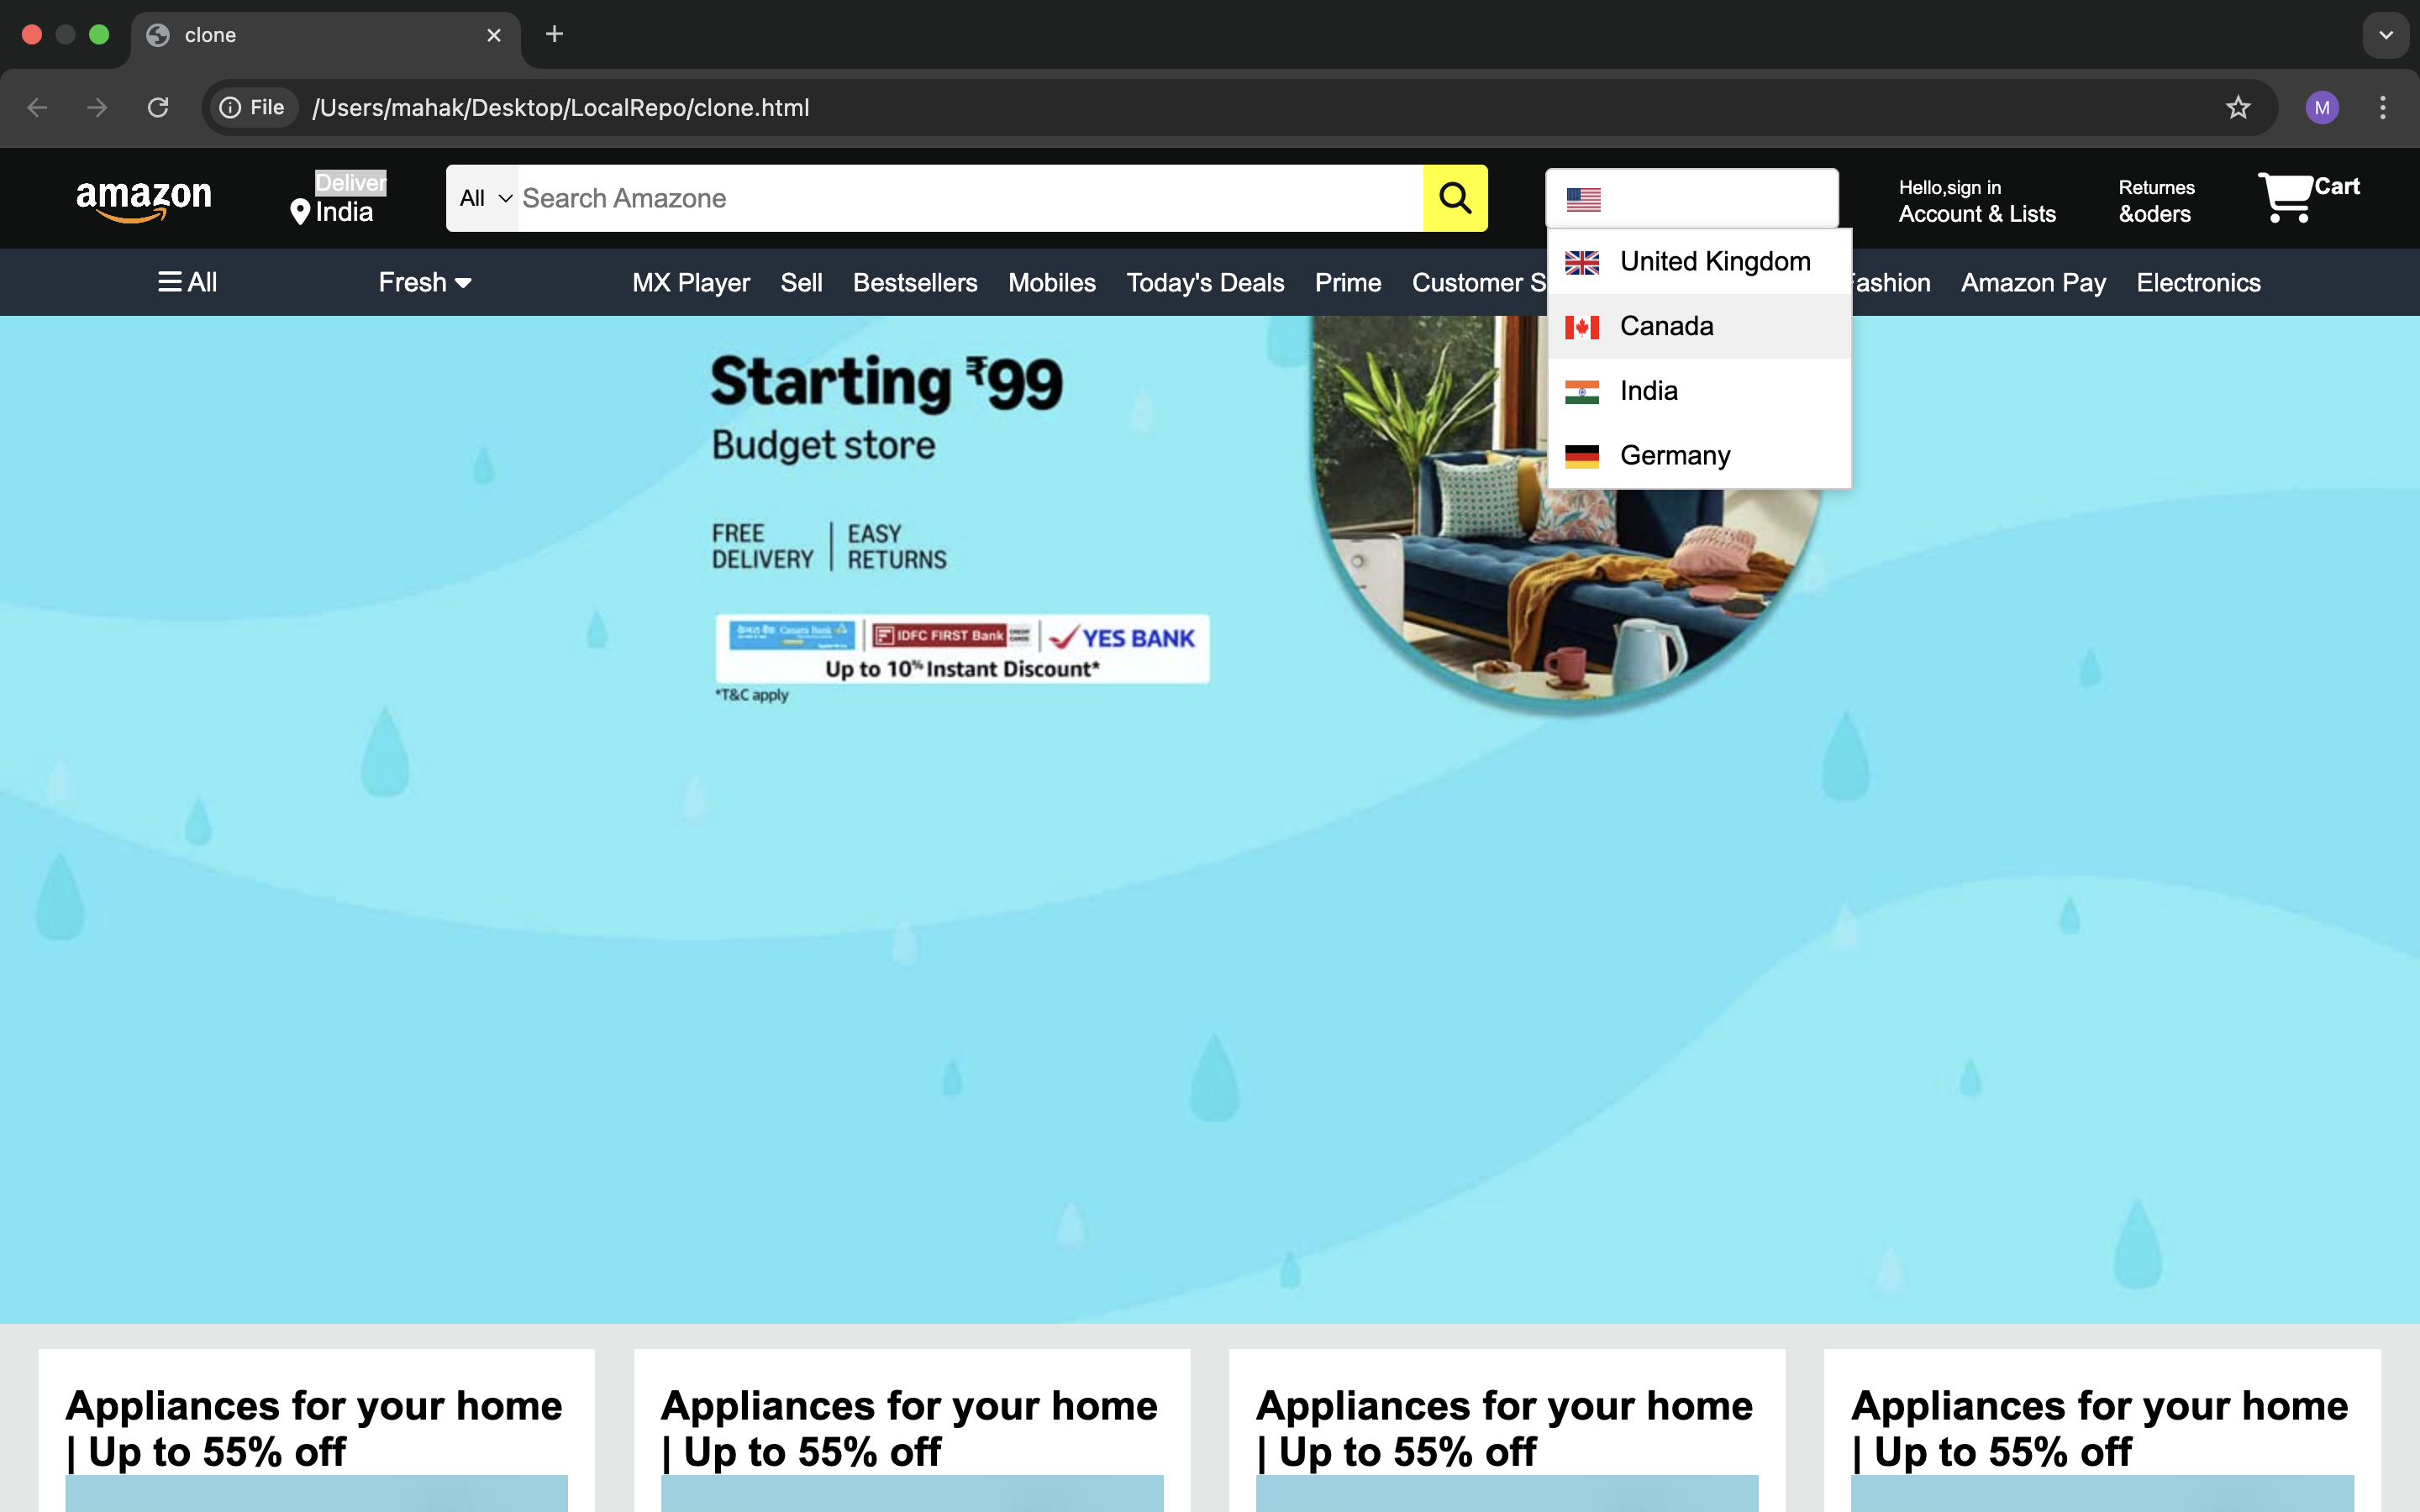 clone
File /Users/mahak/Desktop/LocalRepo/clone.html
M
amazon
Deliver
India
All Search Amazone
Hello,sign in
Account & Lists
Returnes
&oders
Cart
All Fresh MX Player Sell Bestsellers Mobiles Today's Deals Prime Customer S ashion Amazon Pay Electronics
United Kingdom
Canada
India
Germany
Starting ₹99
Budget store
FREE
DELIVERY
EASY
RETURNS
केनरा बैंक Canara Bank IDFC FIRST Bank CREDIT CARDS YES BANK
Up to 10% Instant Discount*
*T&C apply
Appliances for your home
| Up to 55% off
Appliances for your home
| Up to 55% off
Appliances for your home
| Up to 55% off
Appliances for your home
| Up to 55% off